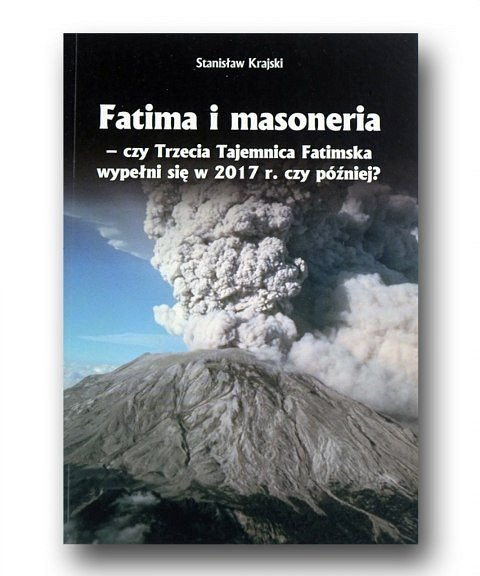 Stanisław Krajski
Fatima i masoneria
– czy Trzecia Tajemnica Fatimska
wypełni się w 2017 r. czy później?